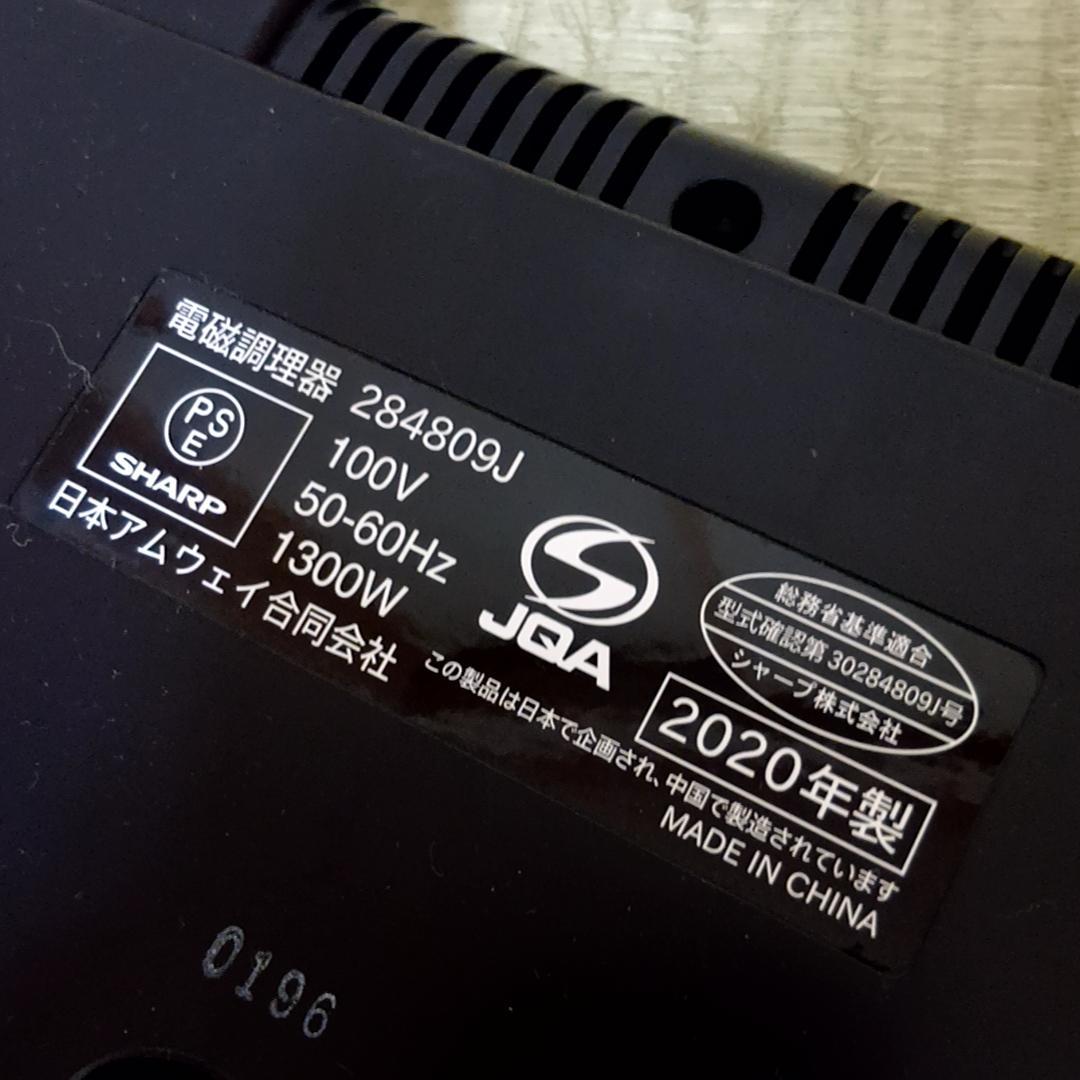 電磁調理器 284809J
PSE
SHARP
100V
50-60Hz
1300W
日本アムウェイ合同会社
JQA
総務省基準適合
型式確認第 30284809J号
シャープ株式会社
2020年製
この製品は日本で企画され、中国で製造されています
MADE IN CHINA
0196